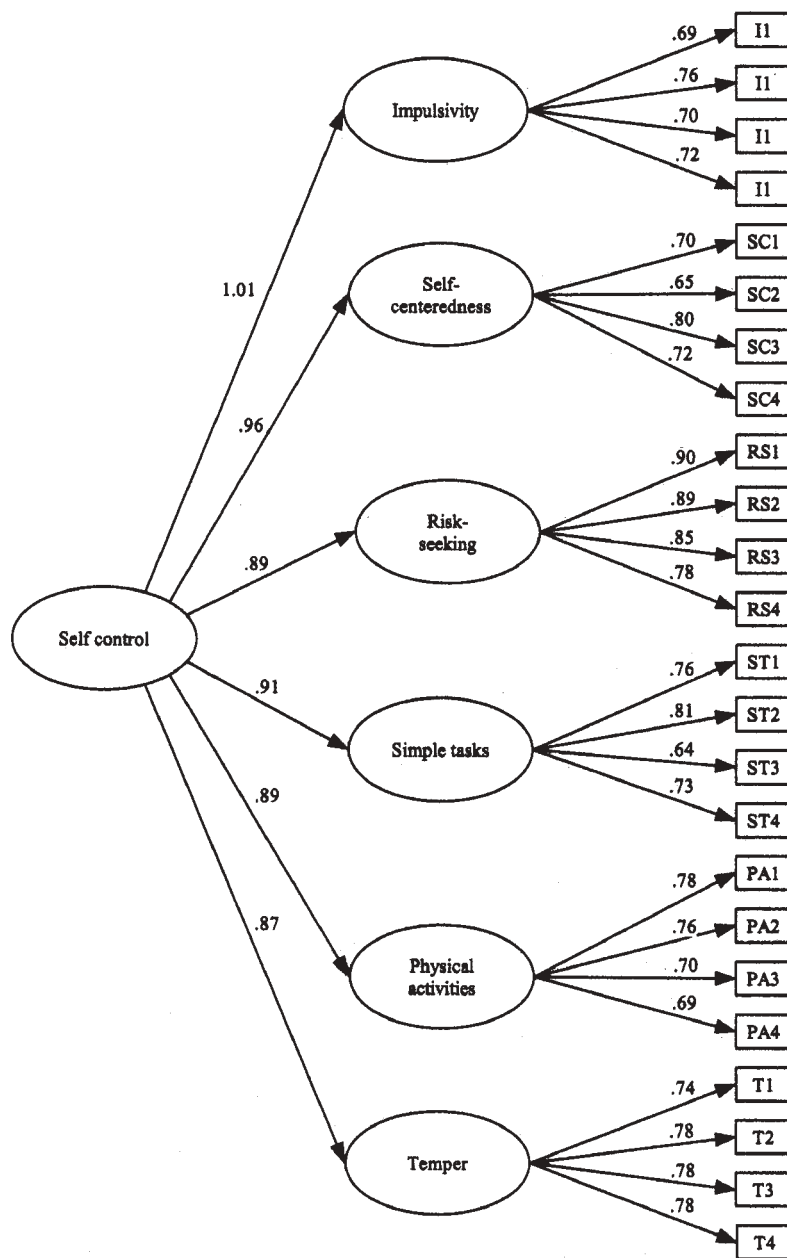 .69
I1
.76
I1
Impulsivity
.70
I1
.72
I1
.70
SC1
1.01
Self-
centeredness
.65
SC2
.80
SC3
.72
SC4
.96
.90
RS1
.89
RS2
Risk-
seeking
.85
RS3
.89
.78
RS4
Self control
.76
ST1
.91
.81
ST2
Simple tasks
.64
ST3
.73
ST4
.89
.78
PA1
.87
.76
PA2
Physical
activities
.70
PA3
.69
PA4
.74
T1
.78
T2
Temper
.78
T3
.78
T4